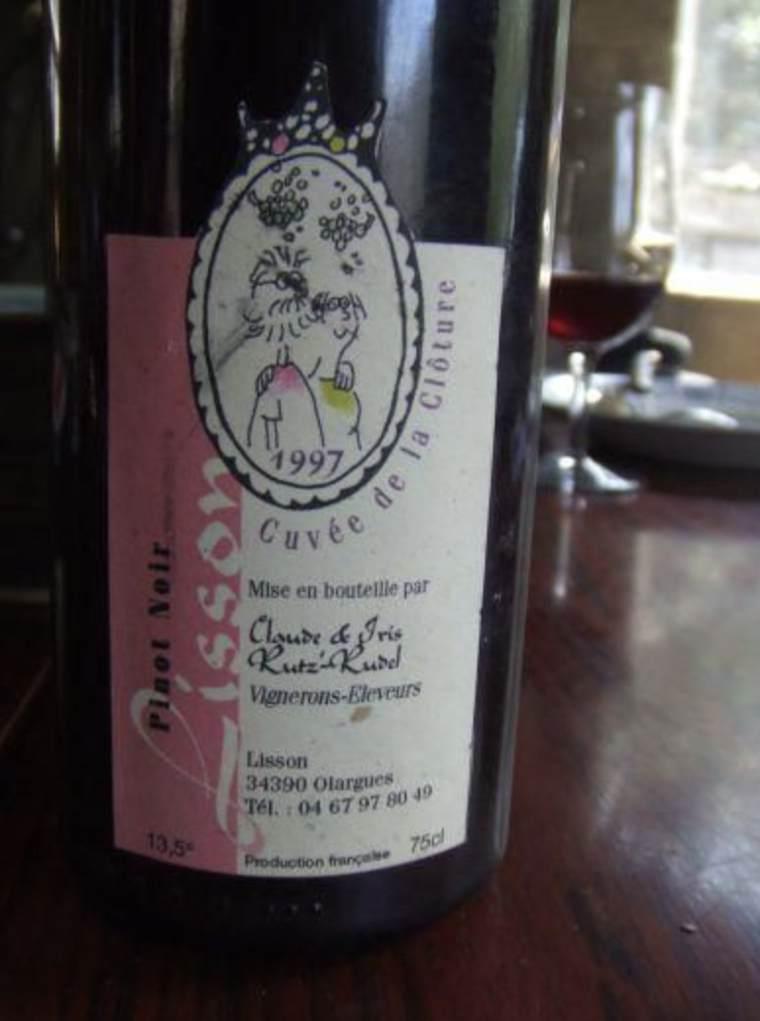 1997
Cuvée de la Clôture
Pinot Noir
Lisson
Mise en bouteille par
Claude & Iris
Rutz-Rudel
Vignerons-Eleveurs
Lisson
34390 Olargues
Tél. : 04 67 97 80 49
13,5°
Production française
75cl